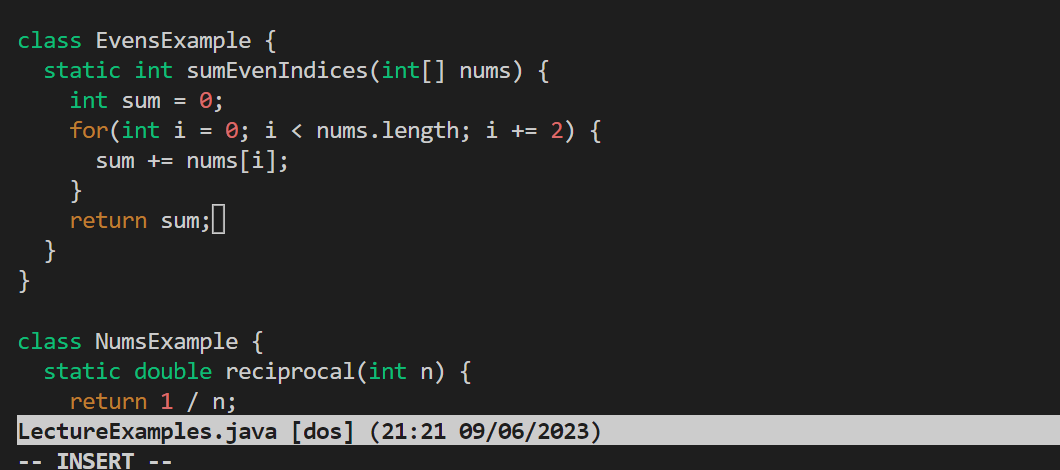 class EvensExample {
  static int sumEvenIndices(int[] nums) {
    int sum = 0;
    for(int i = 0; i < nums.length; i += 2) {
      sum += nums[i];
    }
    return sum;
  }
}

class NumsExample {
  static double reciprocal(int n) {
    return 1 / n;
LectureExamples.java [dos] (21:21 09/06/2023)
-- INSERT --